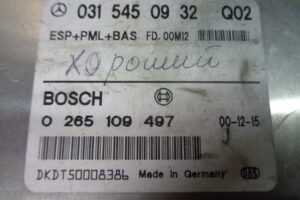 031 545 09 32 Q02
ESP+PML+BAS FD. 00M12
хороший
BOSCH
0 265 109 497 00-12-15
DKDT50008386 Made in Germany